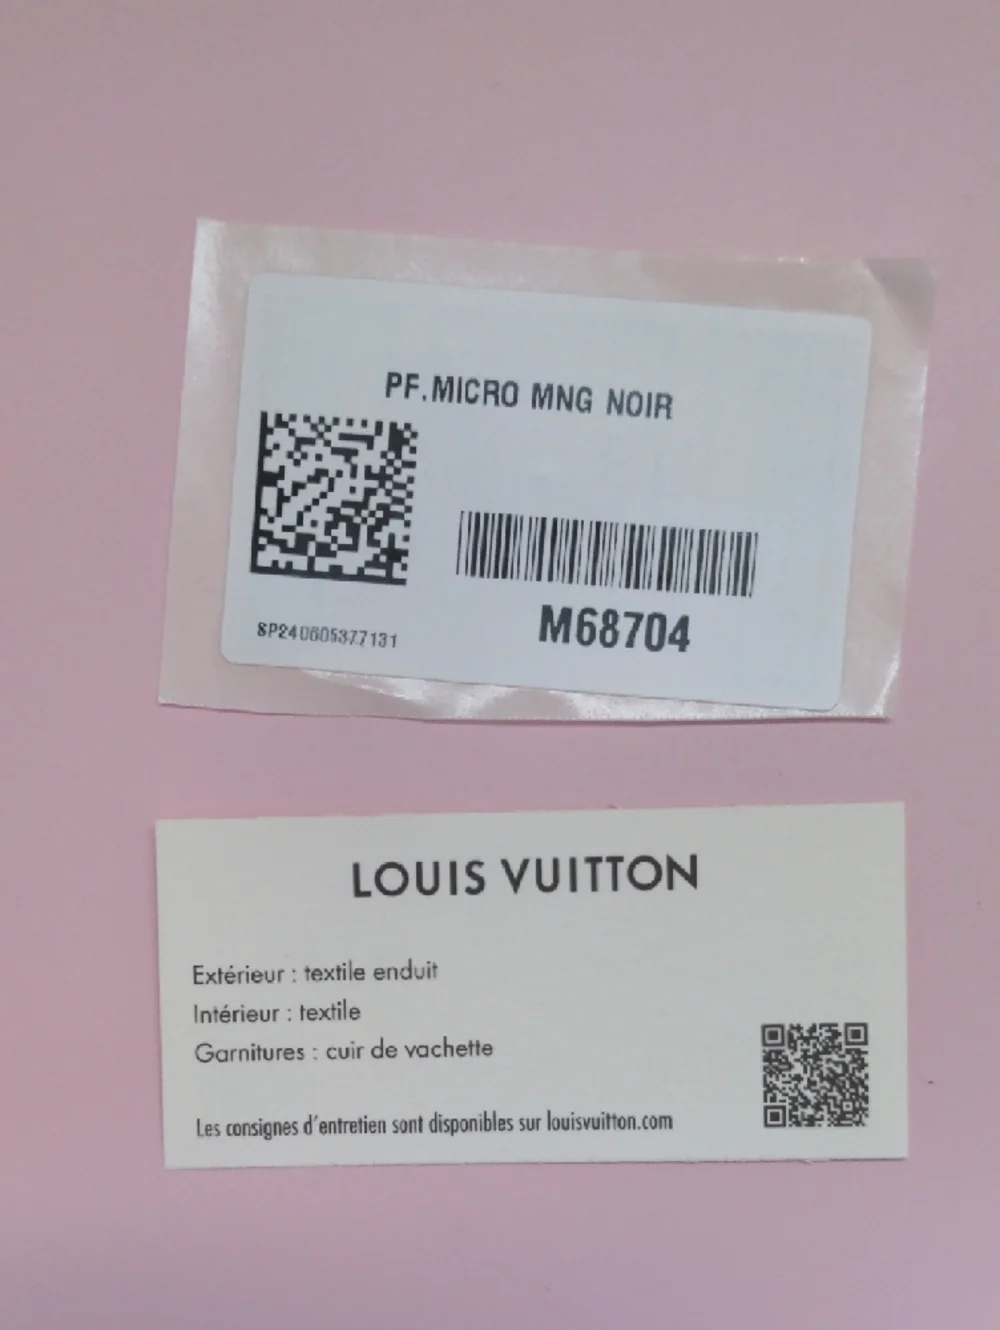 PF.MICRO MNG NOIR
SP240605377131
M68704
LOUIS VUITTON
Extérieur : textile enduit
Intérieur : textile
Garnitures : cuir de vachette
Les consignes d'entretien sont disponibles sur louisvuitton.com